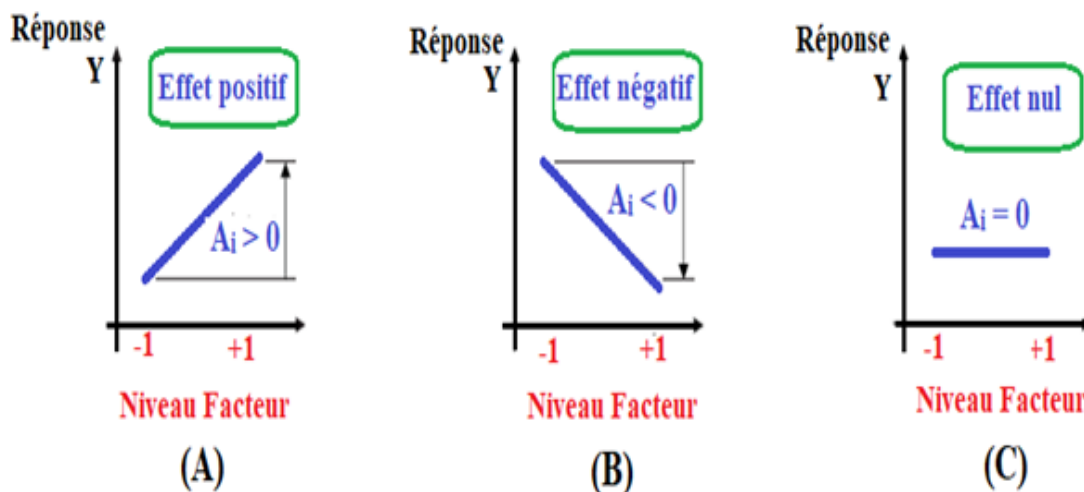 Réponse
Y
Effet positif
Ai > 0
-1 +1
Niveau Facteur
(A)
Réponse
Y
Effet négatif
Ai < 0
-1 +1
Niveau Facteur
(B)
Réponse
Y
Effet nul
Ai = 0
-1 +1
Niveau Facteur
(C)